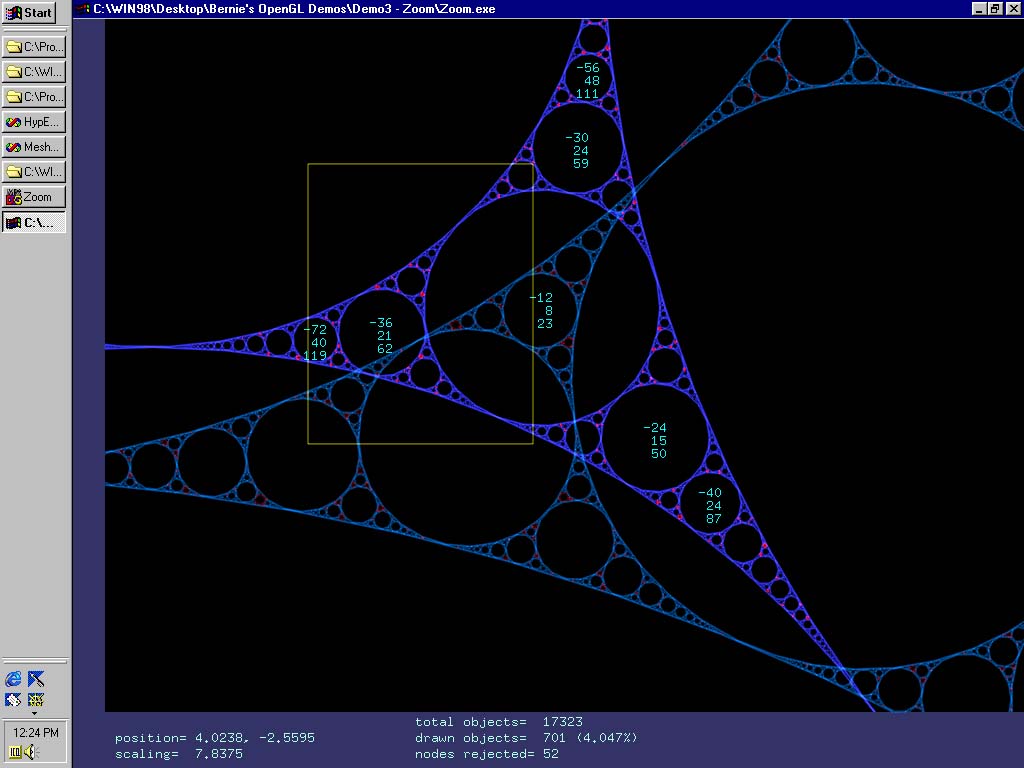 Start
C:\WIN98\Desktop\Bernie's OpenGL Demos\Demo3 - Zoom\Zoom.exe
C:\Pro...
C:\WI...
C:\Pro...
HypE...
Mesh...
C:\WI...
Zoom
C:\...
-56
48
111
-30
24
59
-12
8
23
-72
40
119
-36
21
62
-24
15
50
-40
24
87
total objects= 17323
position= 4.0238, -2.5595
drawn objects= 701 (4.047%)
scaling= 7.8375
nodes rejected= 52
12:24 PM